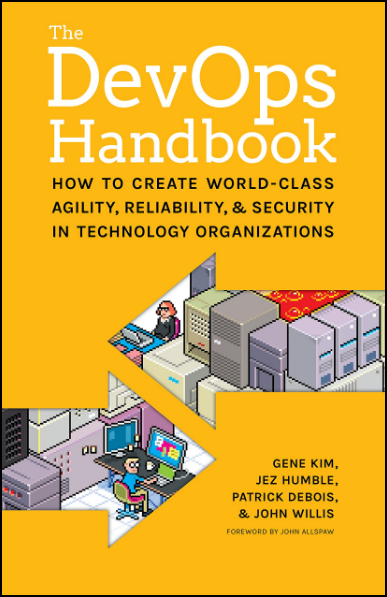 The
DevOps
Handbook
HOW TO CREATE WORLD-CLASS
AGILITY, RELIABILITY, & SECURITY
IN TECHNOLOGY ORGANIZATIONS
GENE KIM,
JEZ HUMBLE,
PATRICK DEBOIS,
& JOHN WILLIS
FOREWORD BY JOHN ALLSPAW